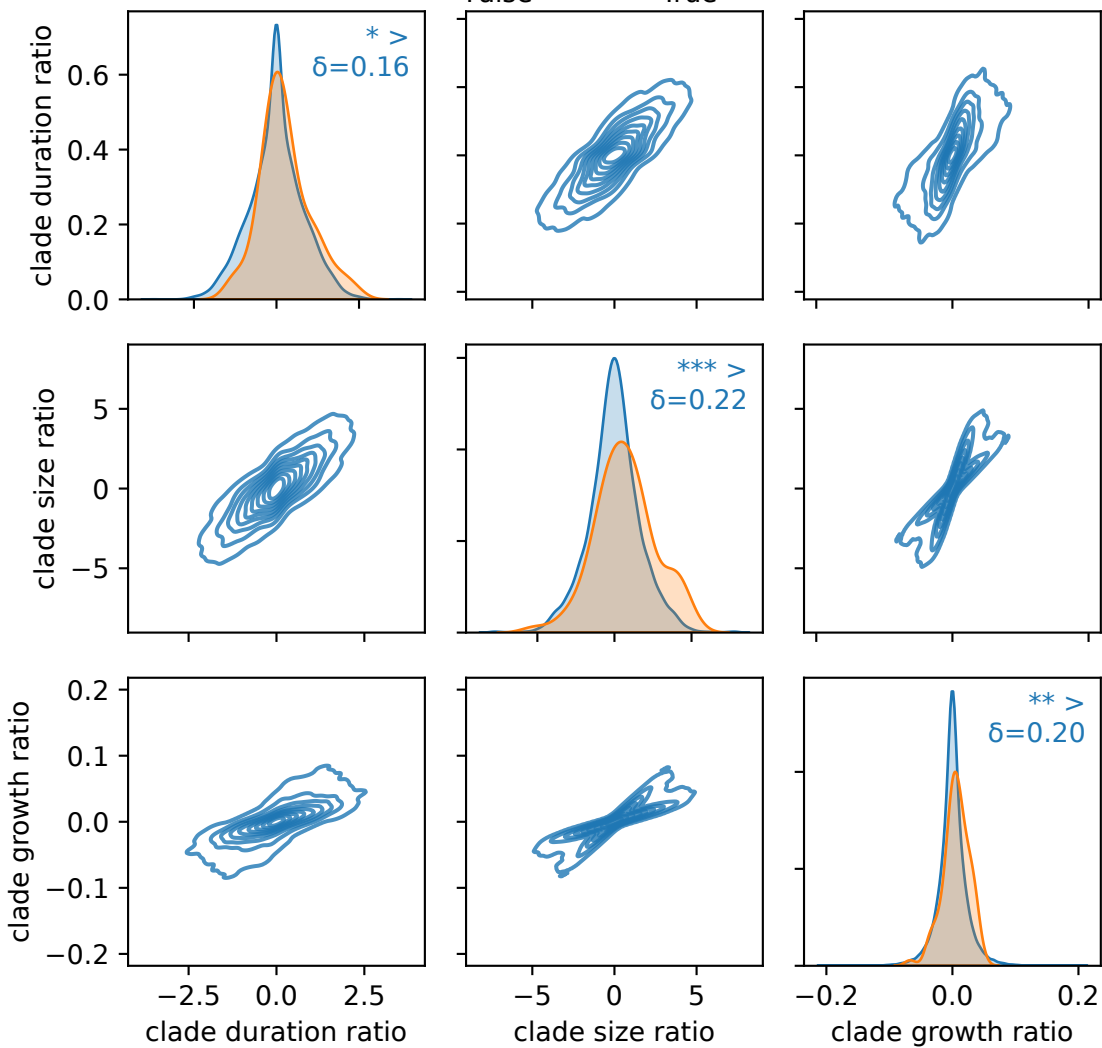 False True
clade duration ratio
0.6
0.4
0.2
0.0
* >
δ=0.16
clade size ratio
5
0
−5
*** >
δ=0.22
clade growth ratio
0.2
0.1
0.0
−0.1
−0.2
** >
δ=0.20
−2.5 0.0 2.5
−5 0 5
−0.2 0.0 0.2
clade duration ratio
clade size ratio
clade growth ratio